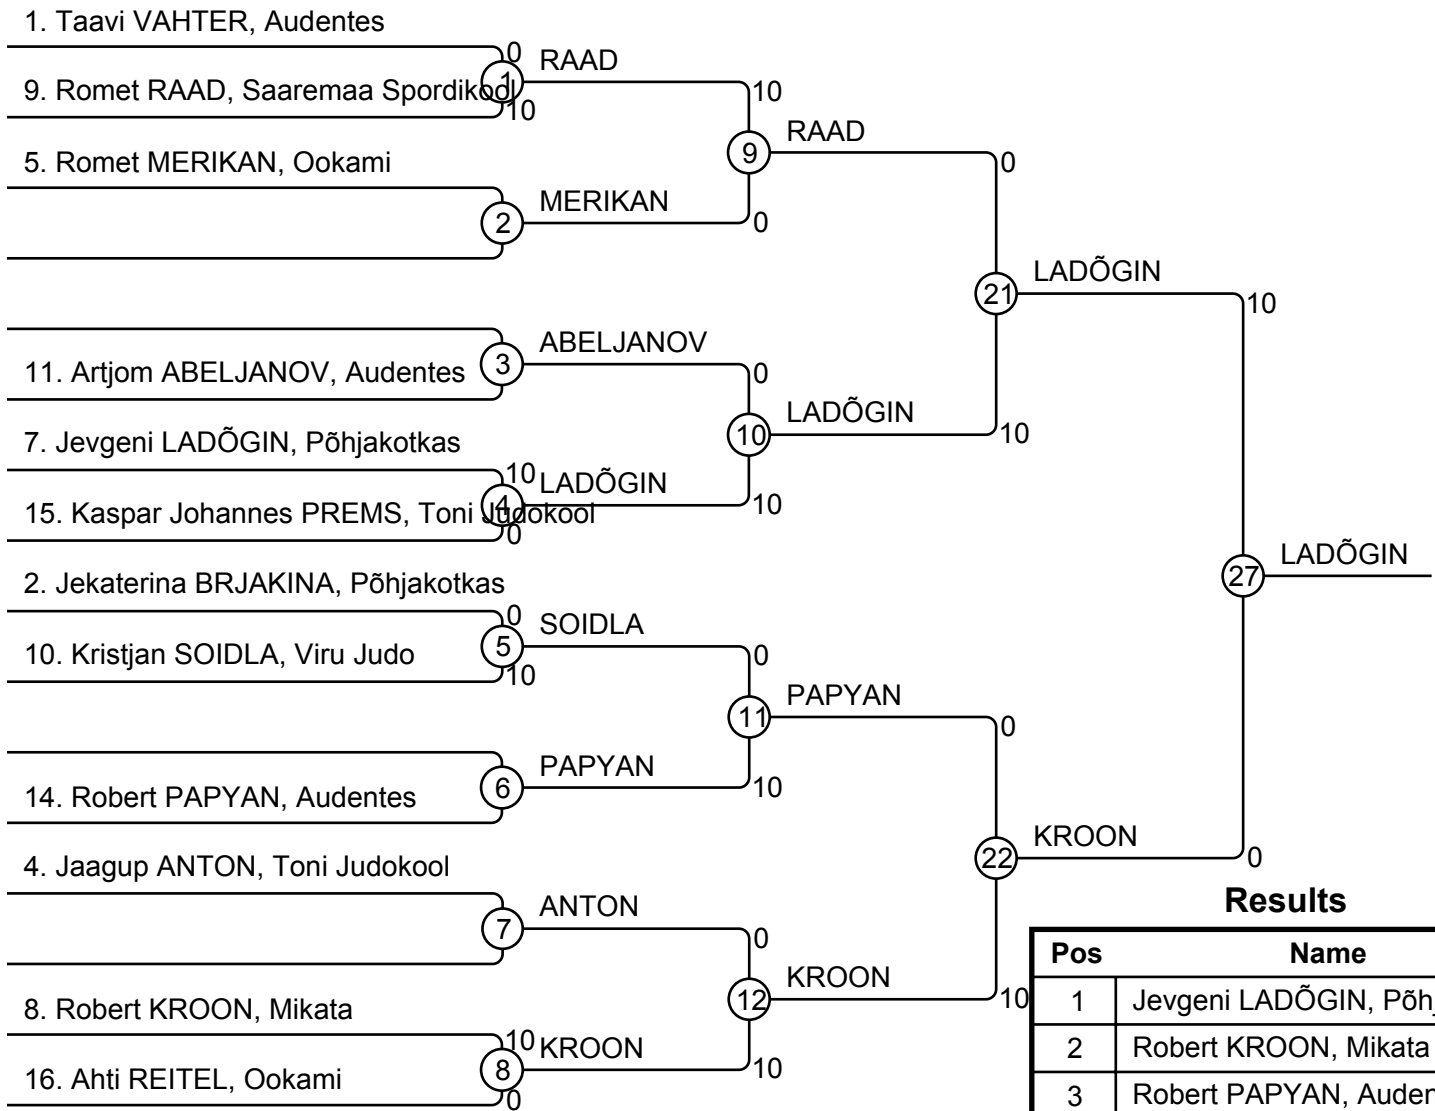 1. Taavi VAHTER, Audentes
0
RAAD
1
9. Romet RAAD, Saaremaa Spordikool
10
10
RAAD
9
0
5. Romet MERIKAN, Ookami
MERIKAN
2
0
LADÕGIN
21
10
ABELJANOV
3
11. Artjom ABELJANOV, Audentes
0
LADÕGIN
10
10
7. Jevgeni LADÕGIN, Põhjakotkas
10
LADÕGIN
4
15. Kaspar Johannes PREMS, Toni Judokool
0
10
LADÕGIN
27
2. Jekaterina BRJAKINA, Põhjakotkas
0
SOIDLA
5
10. Kristjan SOIDLA, Viru Judo
10
0
PAPYAN
11
0
PAPYAN
6
14. Robert PAPYAN, Audentes
10
KROON
22
0
4. Jaagup ANTON, Toni Judokool
ANTON
7
0
KROON
12
10
8. Robert KROON, Mikata
10
KROON
8
16. Ahti REITEL, Ookami
0
10
Results
Pos Name
1 Jevgeni LADÕGIN,
2 Robert KROON, Mikata
3 Robert PAPYAN,